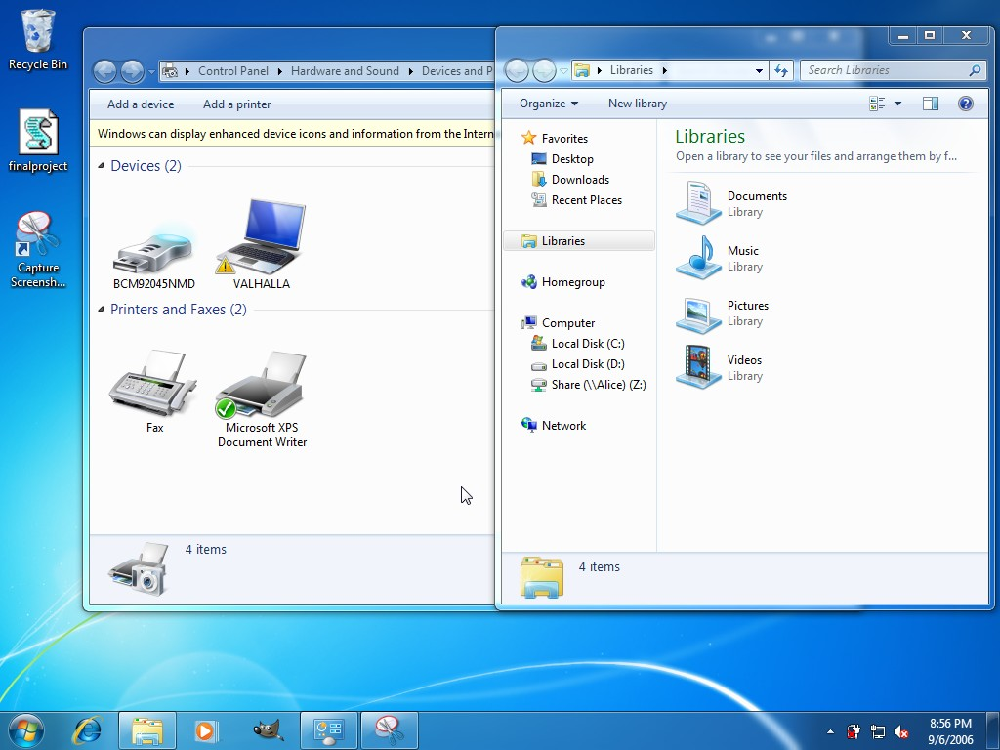 Recycle Bin
finalproject
Capture
Screensh...
Control Panel
Hardware and Sound
Devices and P
Add a device
Add a printer
Windows can display enhanced device icons and information from the Intern
Devices (2)
BCM92045NMD
VALHALLA
Printers and Faxes (2)
Fax
Microsoft XPS
Document Writer
4 items
Libraries
Search Libraries
Organize
New library
Favorites
Desktop
Downloads
Recent Places
Libraries
Homegroup
Computer
Local Disk (C:)
Local Disk (D:)
Share (\\Alice) (Z:)
Network
Libraries
Open a library to see your files and arrange them by f...
Documents
Library
Music
Library
Pictures
Library
Videos
Library
4 items
8:56 PM
9/6/2006